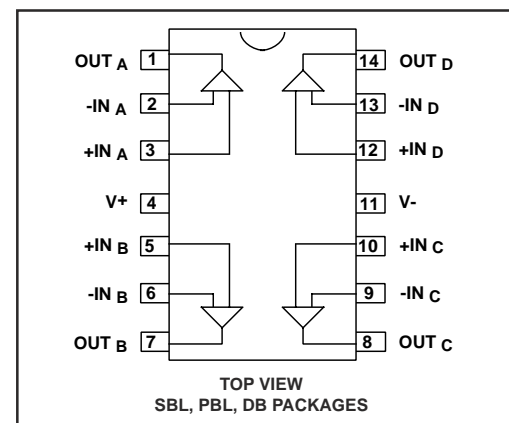 OUT A 1 14 OUT D
-IN A 2 13 -IN D
+IN A 3 12 +IN D
V+ 4 11 V-
+IN B 5 10 +IN C
-IN B 6 9 -IN C
OUT B 7 8 OUT C
TOP VIEW
SBL, PBL, DB PACKAGES